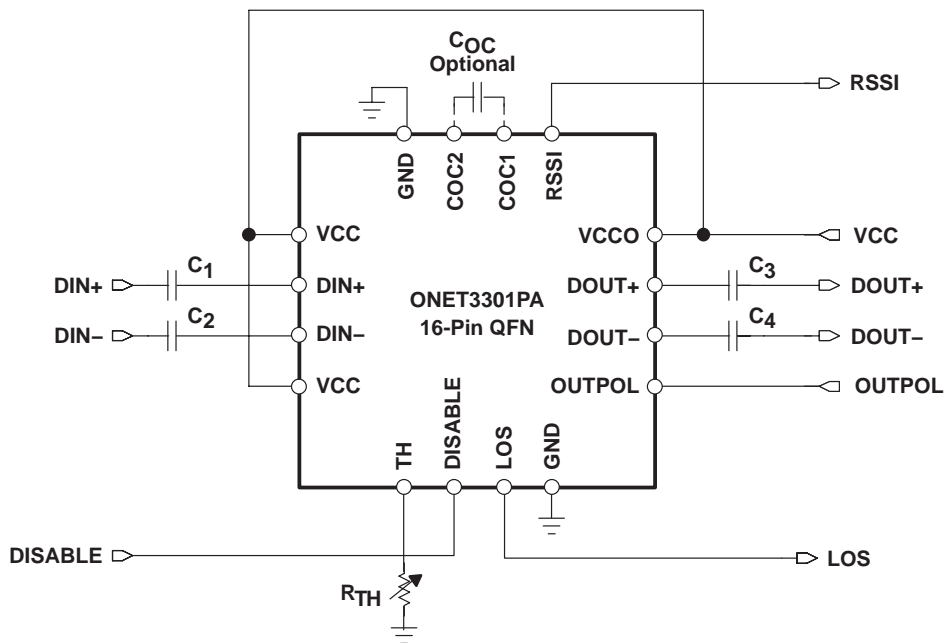 COC
Optional
RSSI
GND
COC2
COC1
RSSI
VCC
VCCO
VCC
DIN+
C1
DIN+
ONET3301PA
16-Pin QFN
DOUT+
C3
DOUT+
DIN−
C2
DIN−
DOUT−
C4
DOUT−
VCC
OUTPOL
OUTPOL
TH
DISABLE
LOS
GND
DISABLE
LOS
RTH